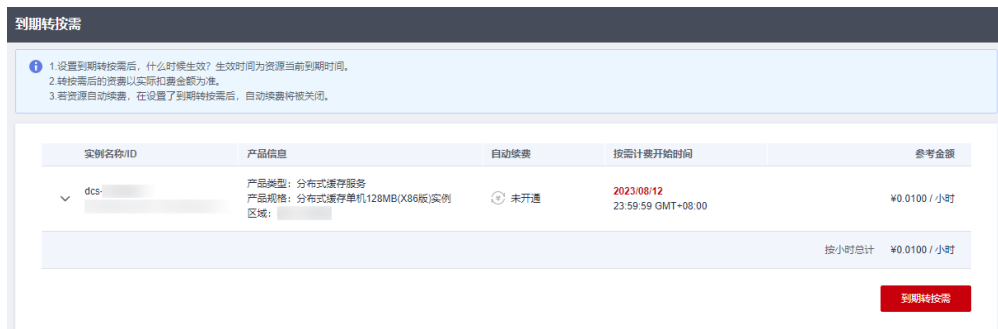 到期转按需
1.设置到期转按需后，什么时候生效？生效时间为资源当前到期时间。
2.转按需后的资费以实际扣费金额为准。
3.若资源自动续费，在设置了到期转按需后，自动续费将被关闭。
实例名称/ID 产品信息 自动续费 按需计费开始时间 参考金额
dcs- 产品类型：分布式缓存服务
产品规格：分布式缓存单机128MB(X86版)实例 未开通 2023/08/12 ¥0.0100 / 小时
区域： 23:59:59 GMT+08:00
按小时总计 ¥0.0100 / 小时
到期转按需